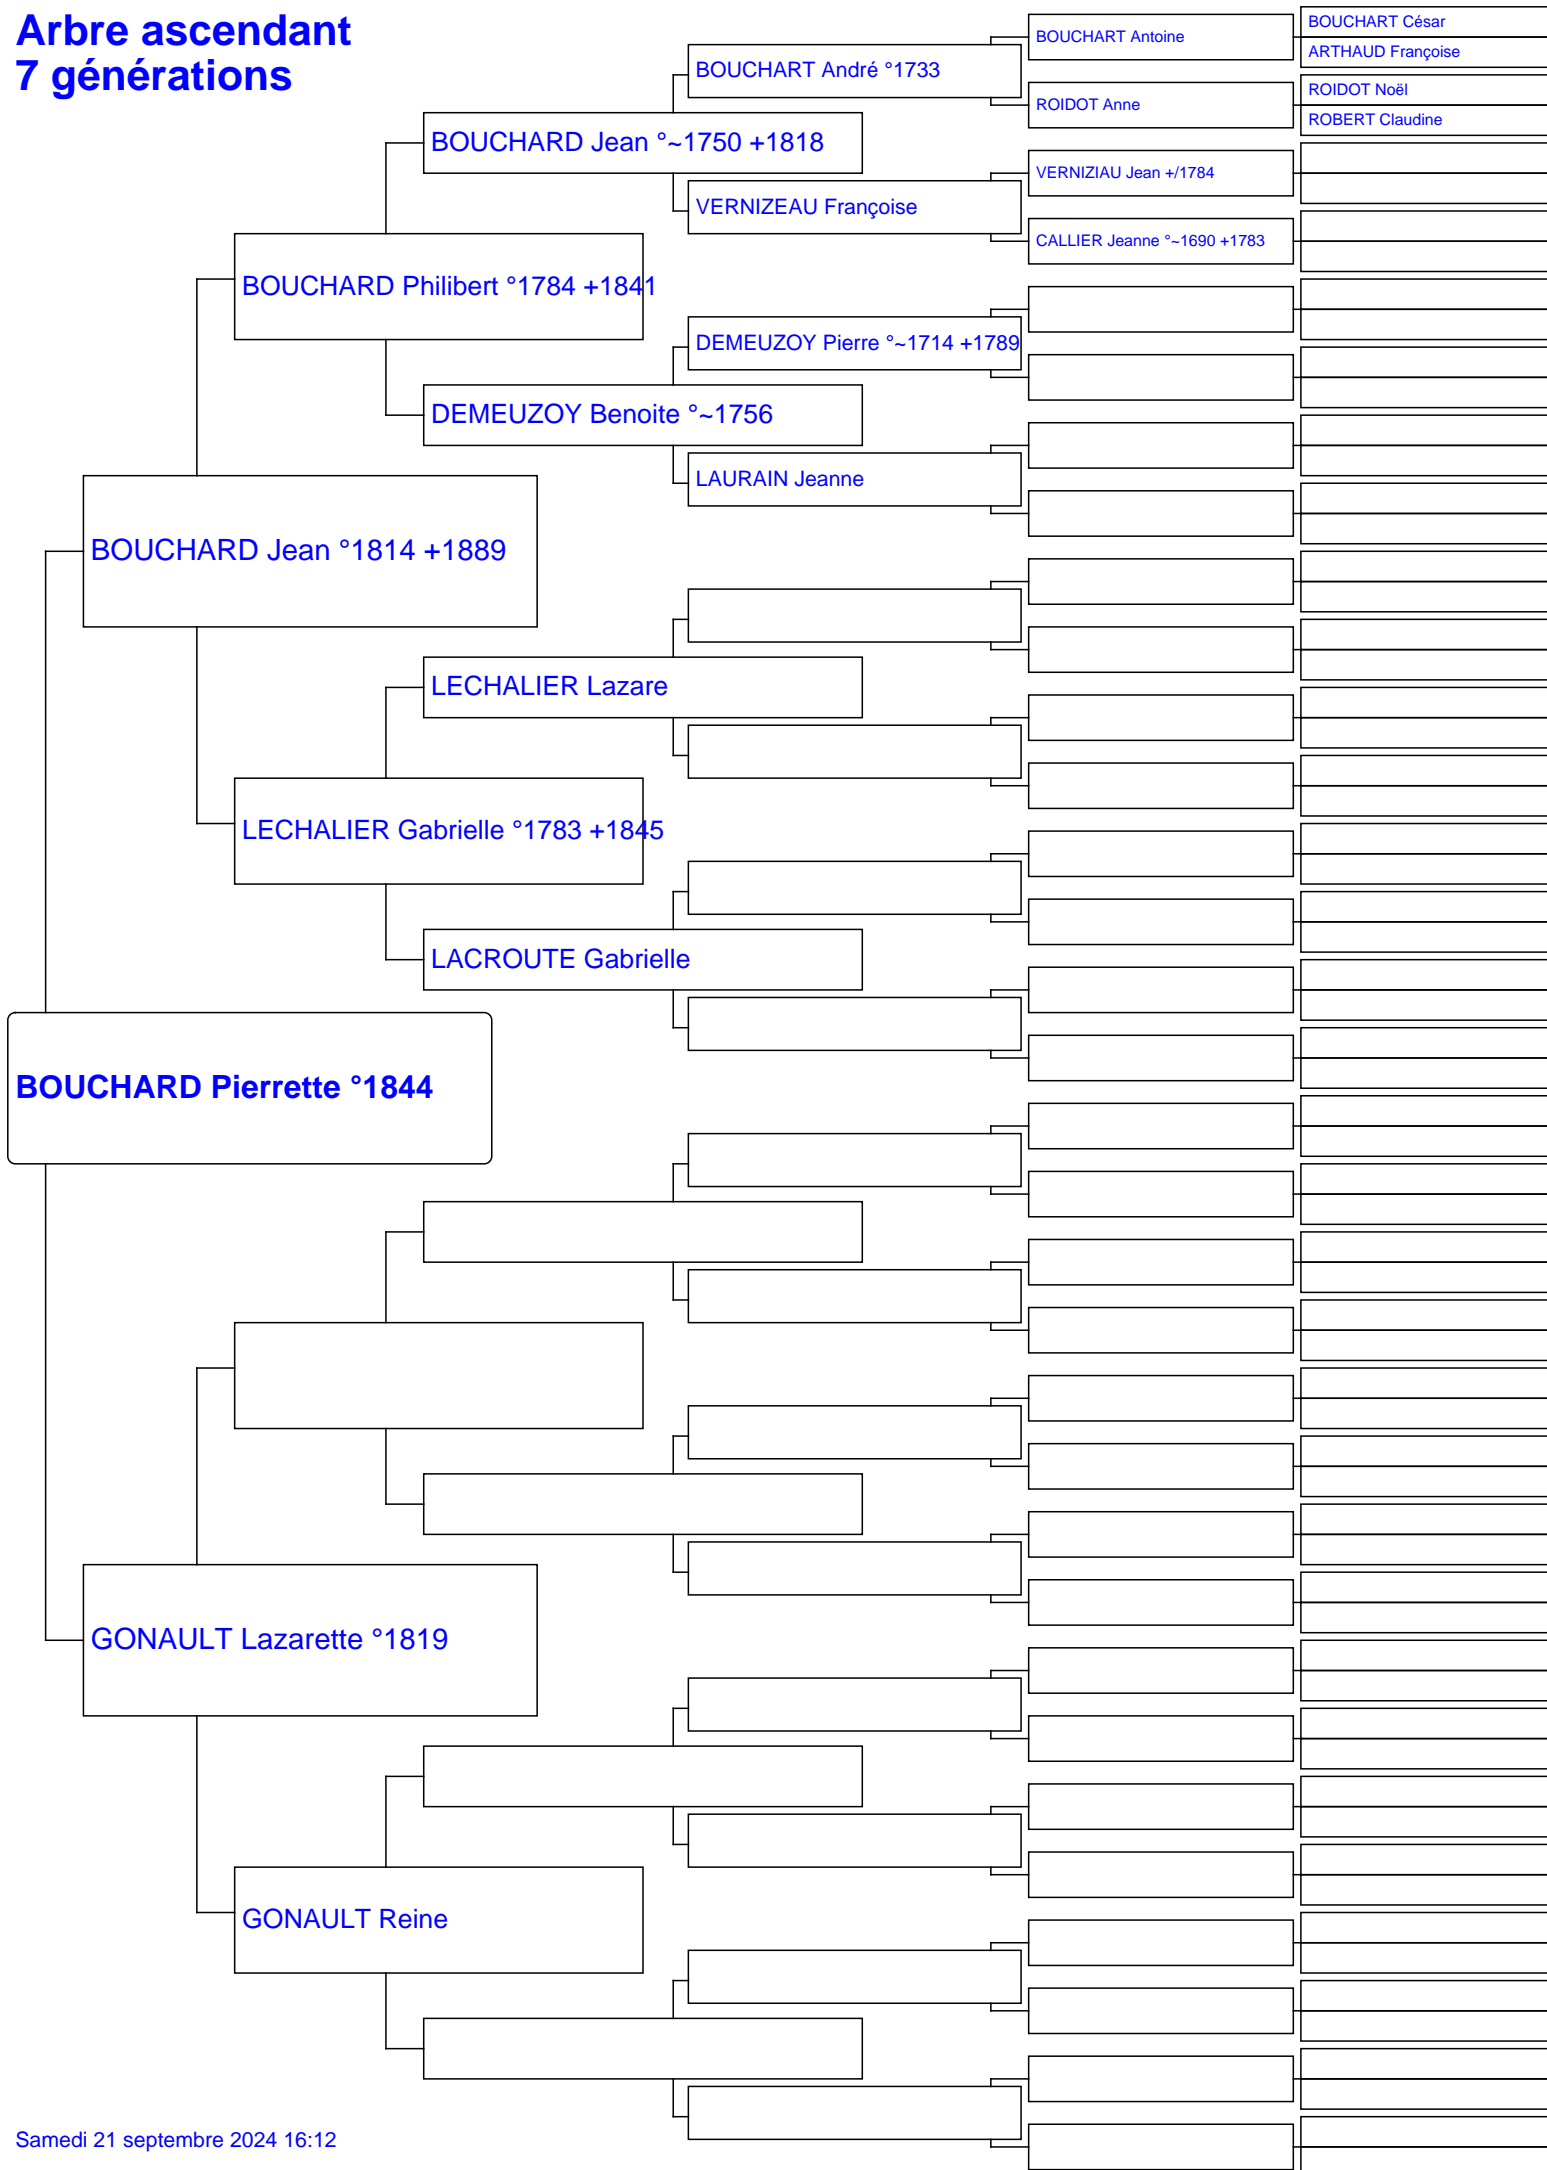 Arbre ascendant
7 générations
BOUCHART César
BOUCHART Antoine
ARTHAUD Françoise
BOUCHART André °1733
ROIDOT Noël
ROIDOT Anne
ROBERT Claudine
BOUCHARD Jean °~1750 +1818
VERNIZIAU Jean +/1784
VERNIZEAU Françoise
CALLIER Jeanne °~1690 +1783
BOUCHARD Philibert °1784 +1841
DEMEUZOY Pierre °~1714 +1789
DEMEUZOY Benoite °~1756
LAURAIN Jeanne
BOUCHARD Jean °1814 +1889
LECHALIER Lazare
LECHALIER Gabrielle °1783 +1845
LACROUTE Gabrielle
BOUCHARD Pierrette °1844
GONAULT Lazarette °1819
GONAULT Reine
Samedi 21 septembre 2024 16:12